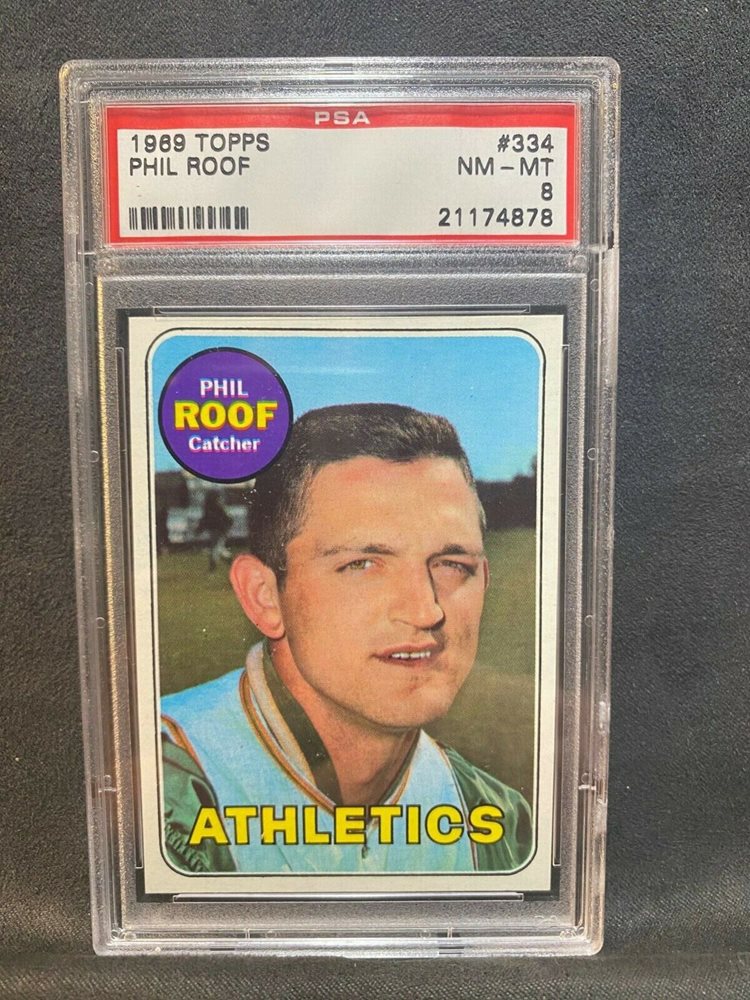 PSA
1969 TOPPS #334
PHIL ROOF NM - MT
8
21174878
PHIL
ROOF
Catcher
ATHLETICS